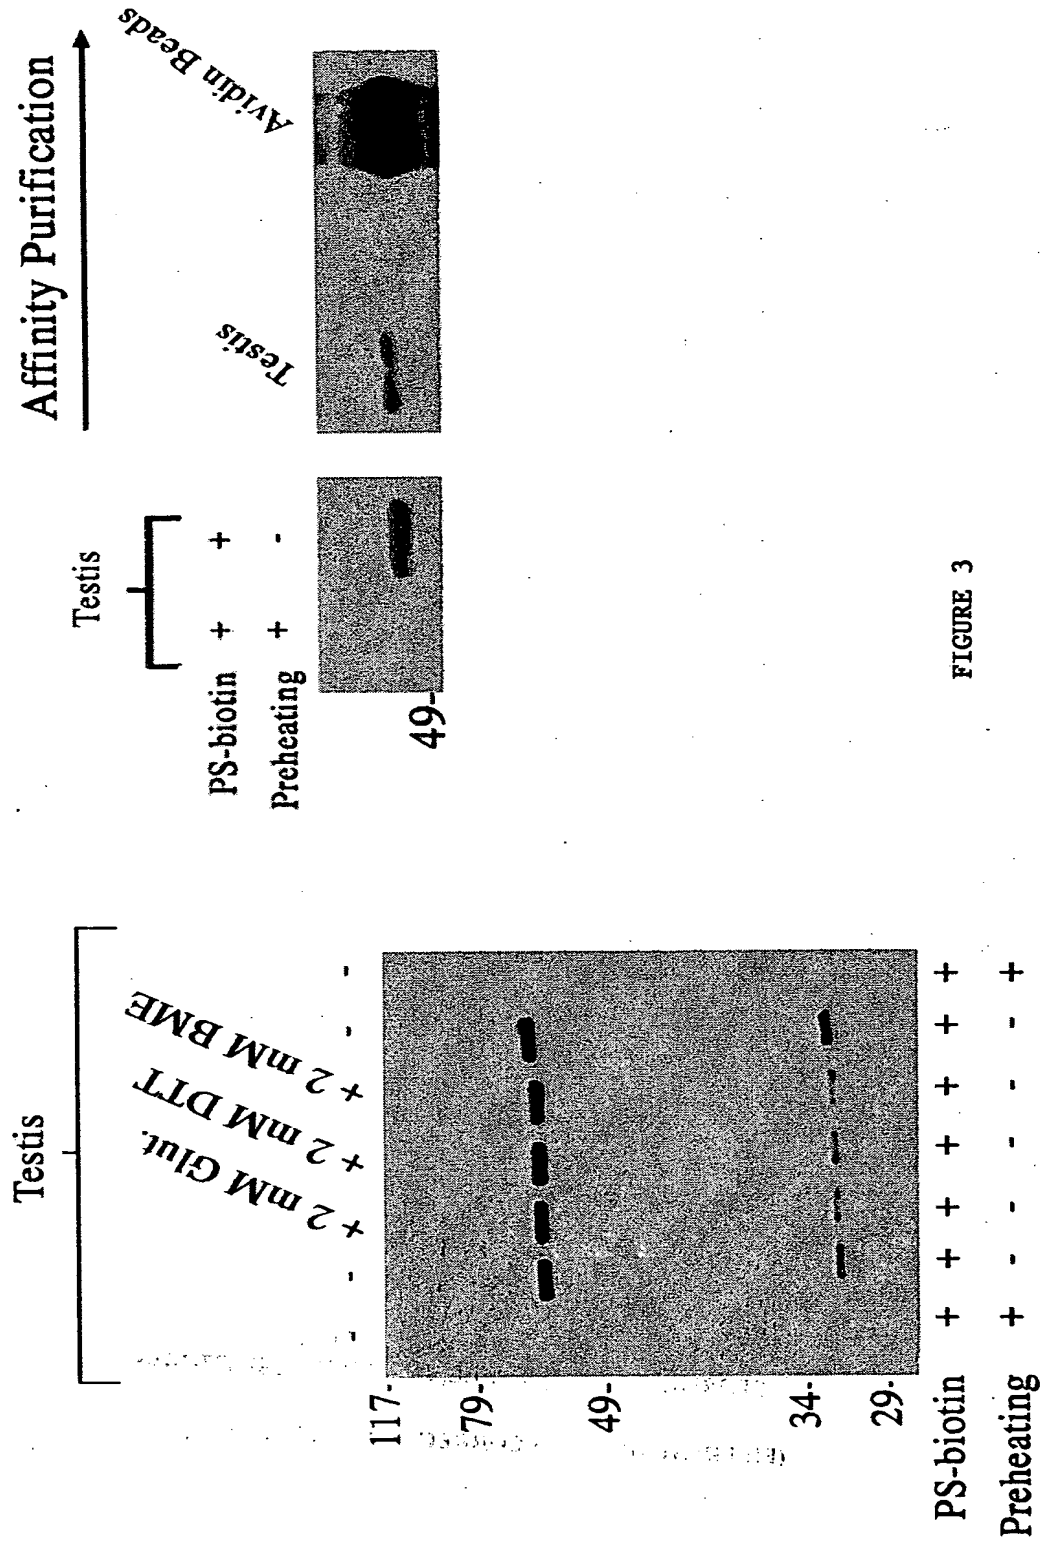 Testis
-
-
+ 2 mM Glut.
+ 2 mM DTT
+ 2 mM BME
-
-
117-
79-
49-
34-
29-
PS-biotin + + + + + + +
Preheating + - - - - - +
Testis
PS-biotin + +
Preheating + -
49-
Affinity Purification
Testis
Avidin Beads
FIGURE 3